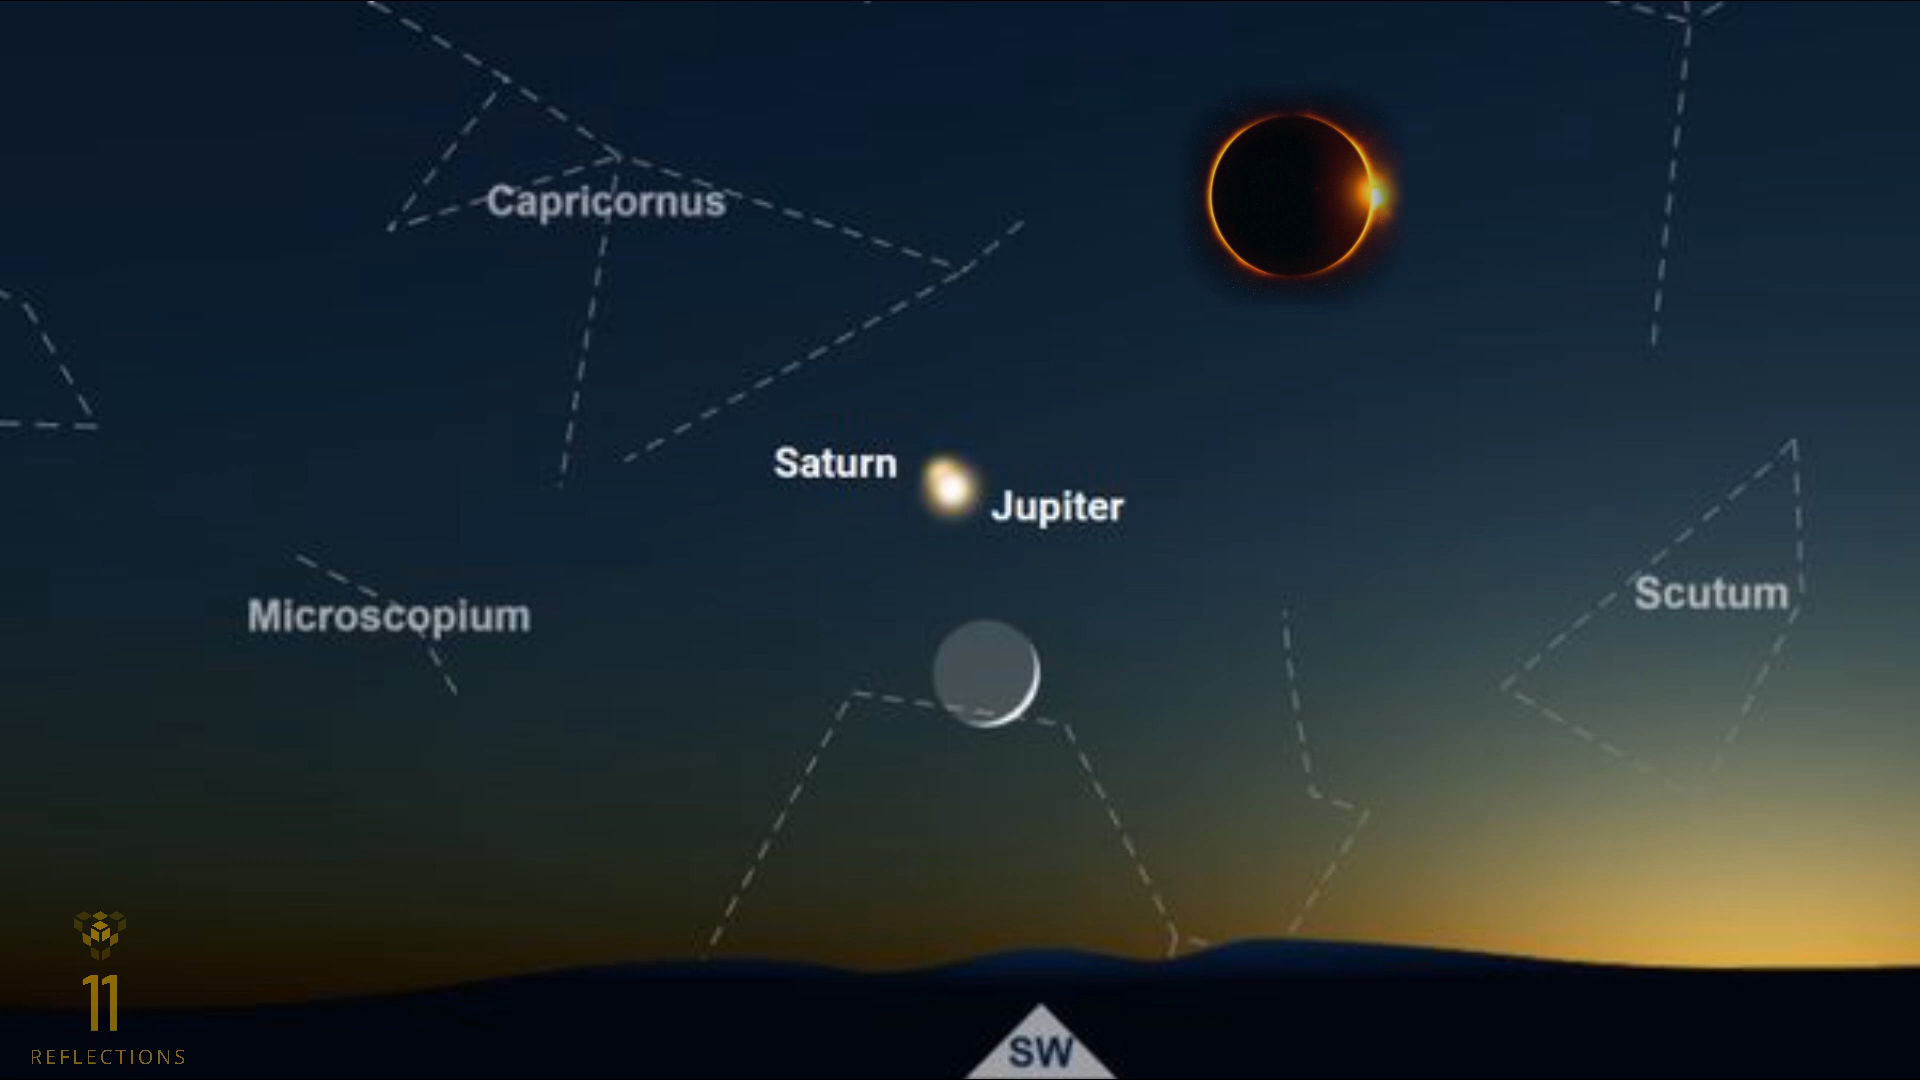 Capricornus
Saturn
Jupiter
Microscopium
Scutum
11
REFLECTIONS
SW